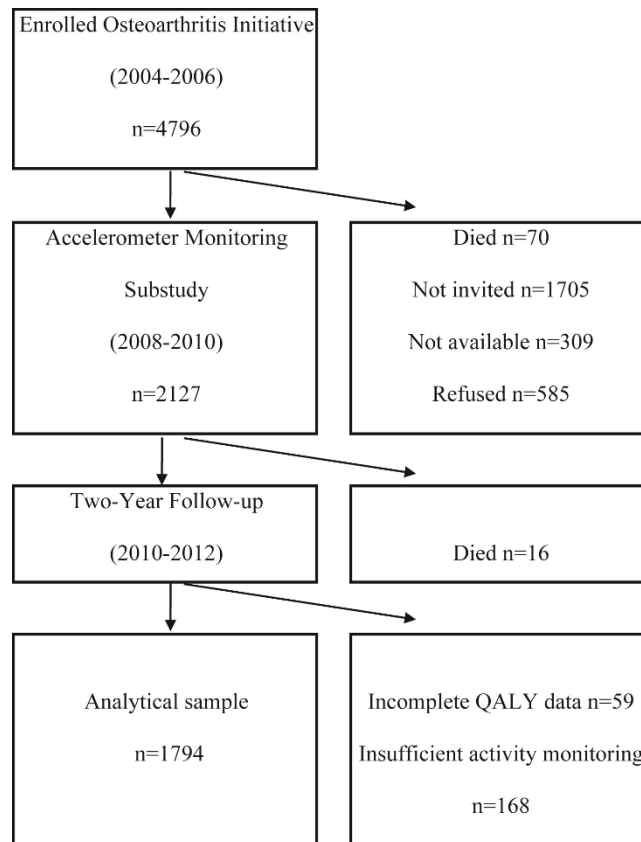 Enrolled Osteoarthritis Initiative
(2004-2006)
n=4796
Accelerometer Monitoring
Substudy
(2008-2010)
n=2127
Died n=70
Not invited n=1705
Not available n=309
Refused n=585
Two-Year Follow-up
(2010-2012)
Died n=16
Analytical sample
n=1794
Incomplete QALY data n=59
Insufficient activity monitoring
n=168